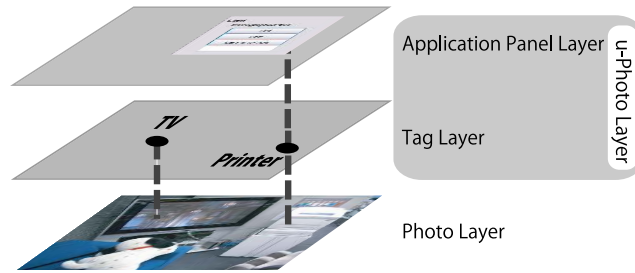 Application Panel Layer
u-Photo Layer
TV
Printer
Tag Layer
Photo Layer